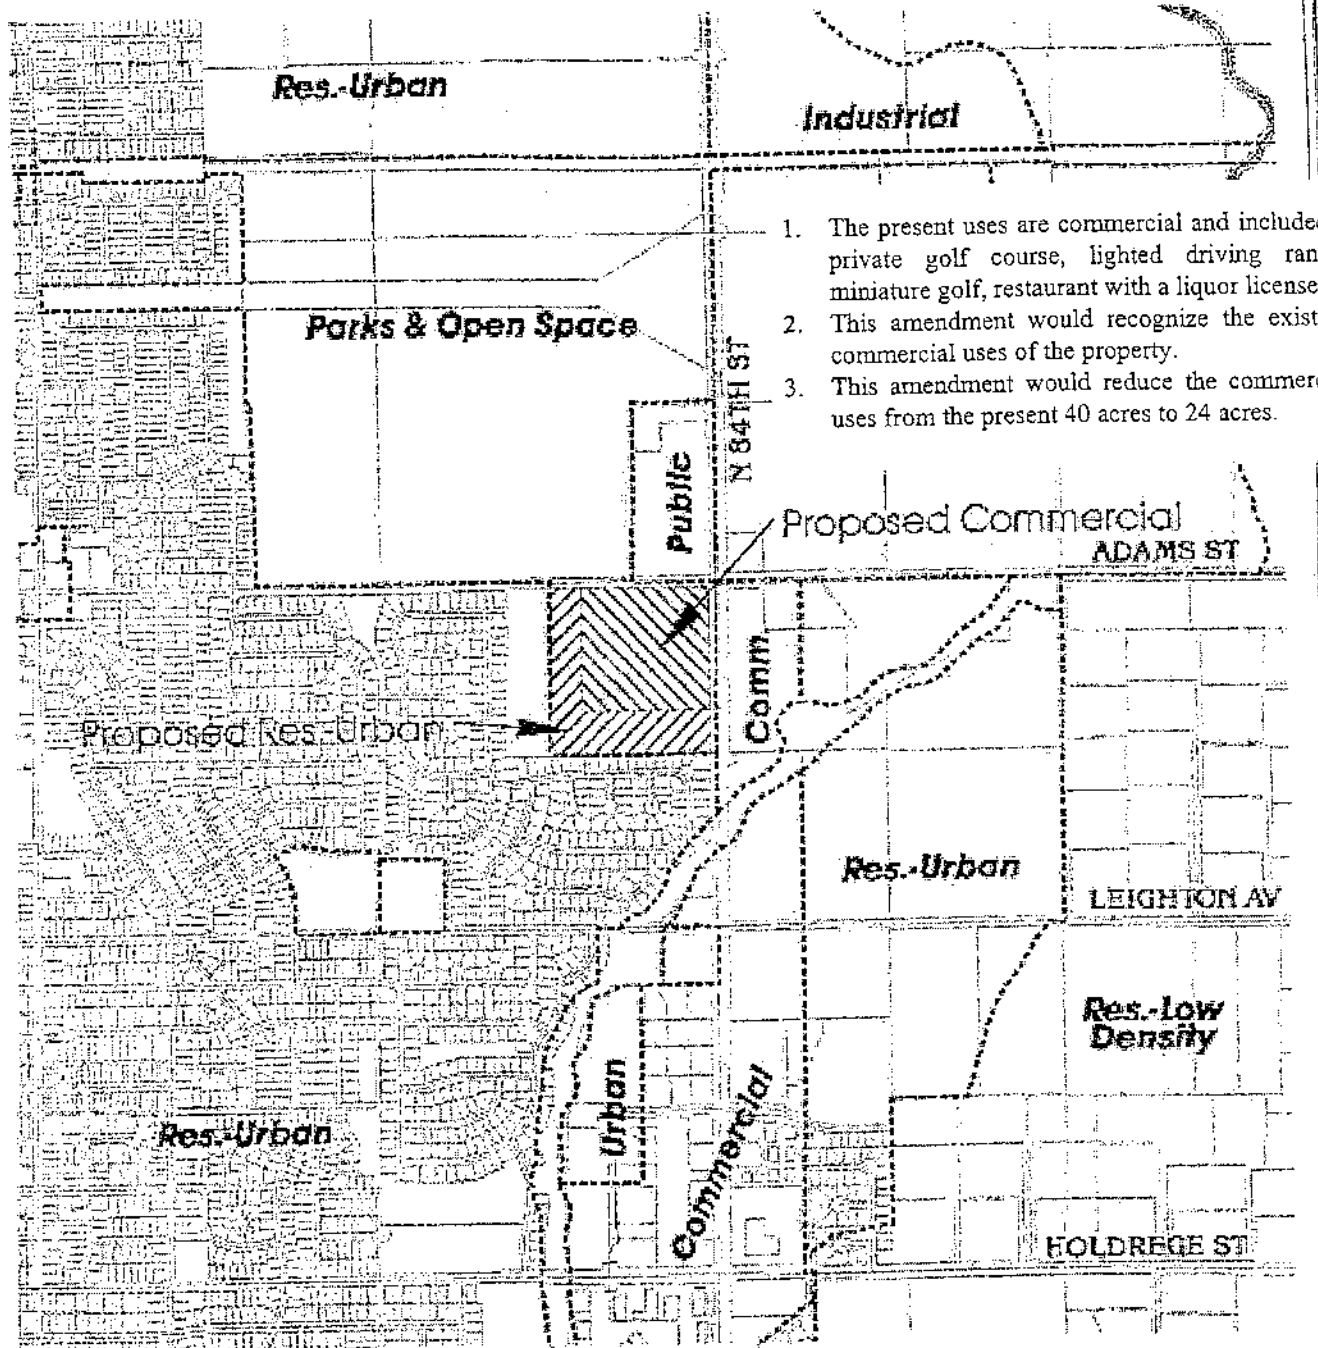 Res.-Urban
Industrial
1. The present uses are commercial and include
private golf course, lighted driving ran
miniature golf, restaurant with a liquor license
2. This amendment would recognize the exist
commercial uses of the property.
3. This amendment would reduce the commer
uses from the present 40 acres to 24 acres.
Parks & Open Space
N 84TH ST
Public
Proposed Commercial
ADAMS ST
Comm
Proposed Res.-Urban
Res.-Urban
LEIGHTON AV
Res.-Low
Density
Urban
Commercial
Res.-Urban
HOLDREGE ST